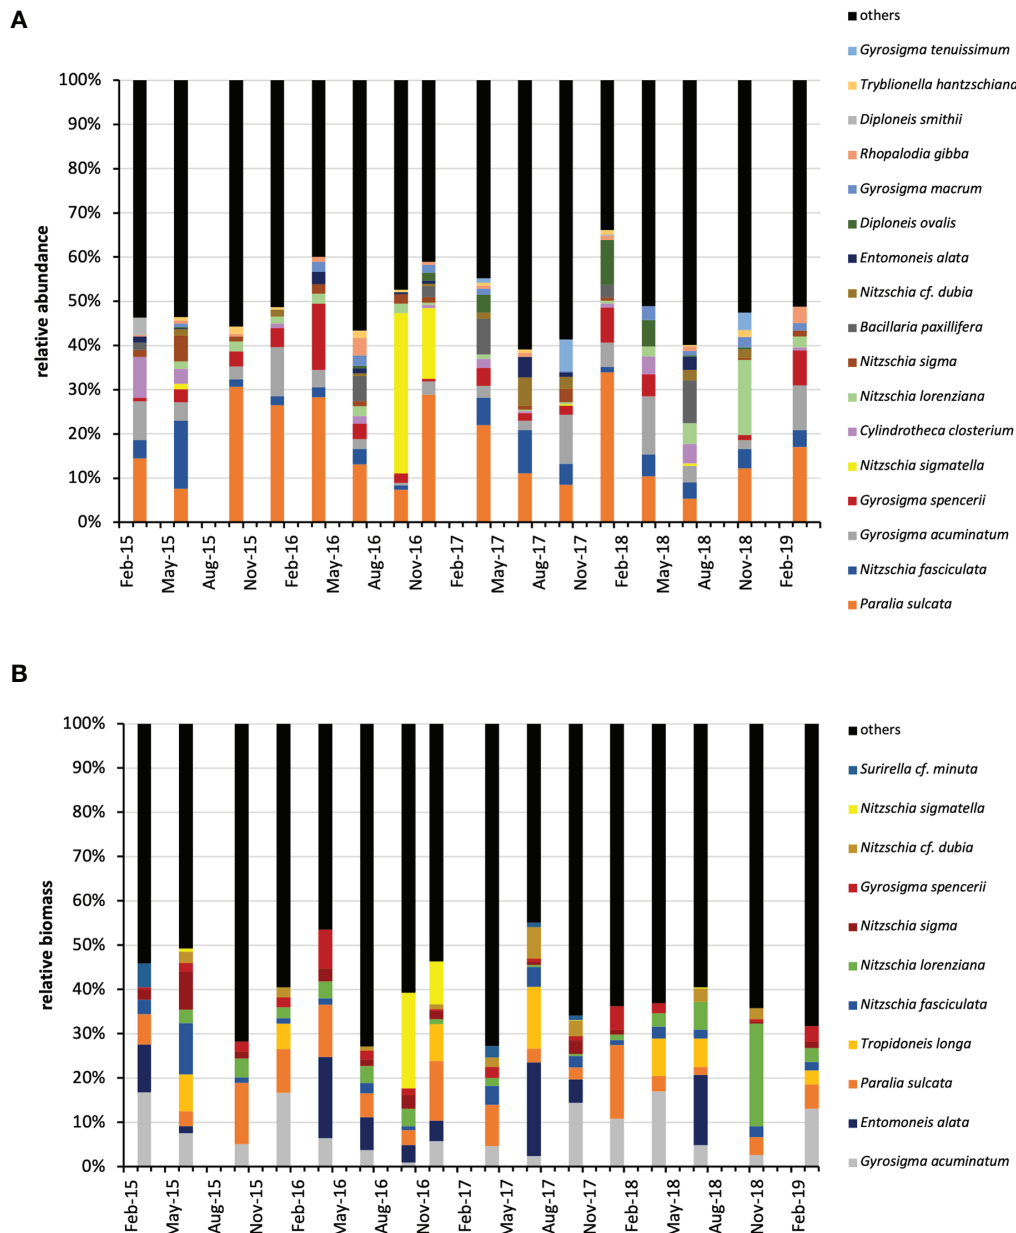 A
relative abundance
100%
90%
80%
70%
60%
50%
40%
30%
20%
10%
0%
Feb-15
May-15
Aug-15
Nov-15
Feb-16
May-16
Aug-16
Nov-16
Feb-17
May-17
Aug-17
Nov-17
Feb-18
May-18
Aug-18
Nov-18
Feb-19
others
Gyrosigma tenuissimum
Tryblionella hantzschiana
Diploneis smithii
Rhopalodia gibba
Gyrosigma macrum
Diploneis ovalis
Entomoneis alata
Nitzschia cf. dubia
Bacillaria paxillifera
Nitzschia sigma
Nitzschia lorenziana
Cylindrotheca closterium
Nitzschia sigmatella
Gyrosigma spencerii
Gyrosigma acuminatum
Nitzschia fasciculata
Paralia sulcata
B
relative biomass
100%
90%
80%
70%
60%
50%
40%
30%
20%
10%
0%
Feb-15
May-15
Aug-15
Nov-15
Feb-16
May-16
Aug-16
Nov-16
Feb-17
May-17
Aug-17
Nov-17
Feb-18
May-18
Aug-18
Nov-18
Feb-19
others
Surirella cf. minuta
Nitzschia sigmatella
Nitzschia cf. dubia
Gyrosigma spencerii
Nitzschia sigma
Nitzschia lorenziana
Nitzschia fasciculata
Tropidoneis longa
Paralia sulcata
Entomoneis alata
Gyrosigma acuminatum